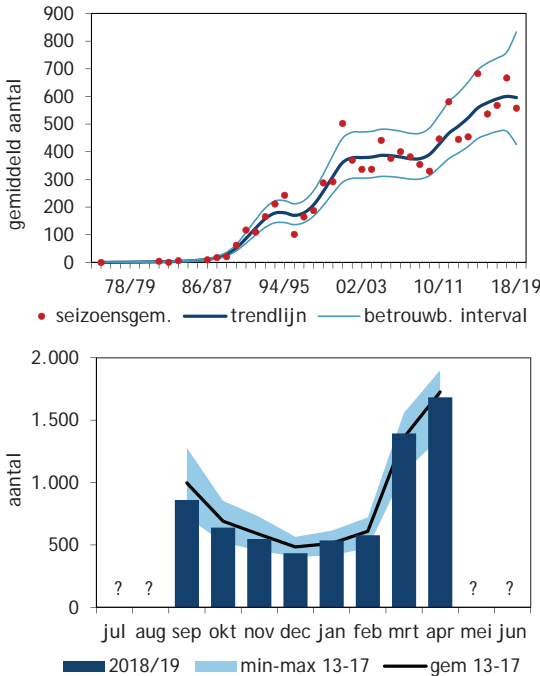 900
800
700
600
500
400
300
200
100
0
gemiddeld aantal
78/79 86/87 94/95 02/03 10/11 18/19
seizoensgem. trendlijn betrouwb. interval
2.000
1.500
1.000
500
0
aantal
? ? ? ?
jul aug sep okt nov dec jan feb mrt apr mei jun
2018/19 min-max 13-17 gem 13-17